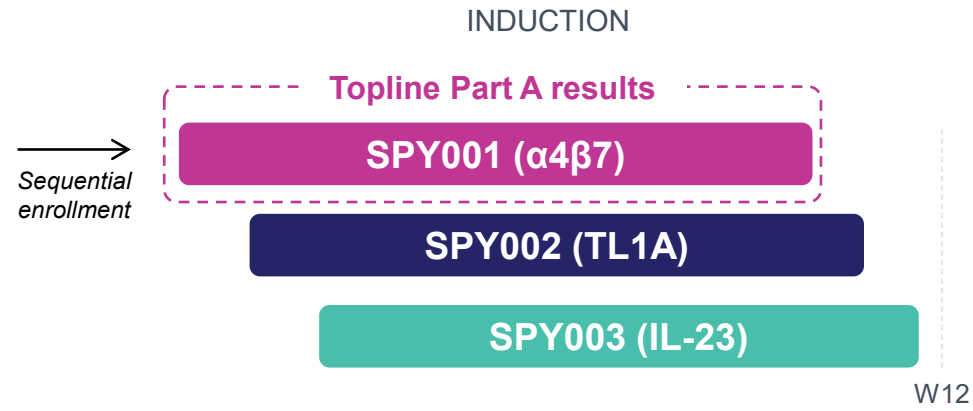 INDUCTION
Topline Part A results
SPY001 (α4β7)
Sequential
enrollment
SPY002 (TL1A)
SPY003 (IL-23)
W12